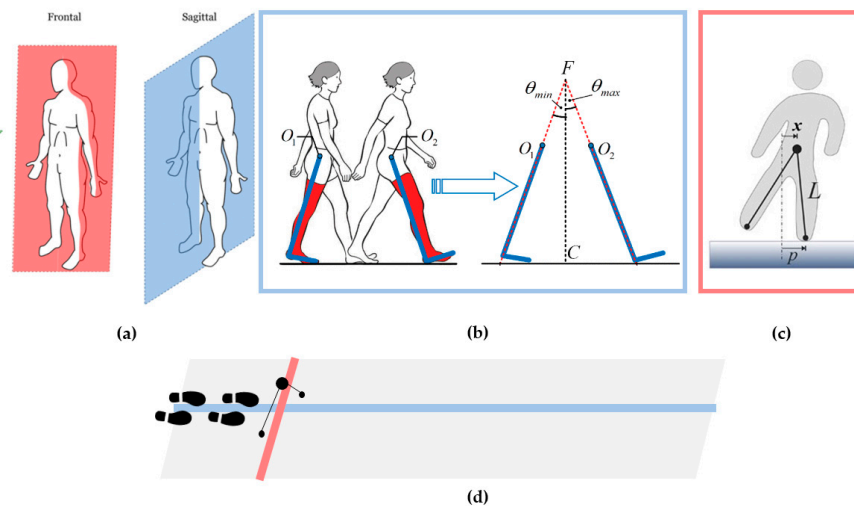 Frontal
Sagittal
(a)
O1
O2
F
θmin
θmax
O1
O2
C
(b)
x
L
p
(c)
(d)